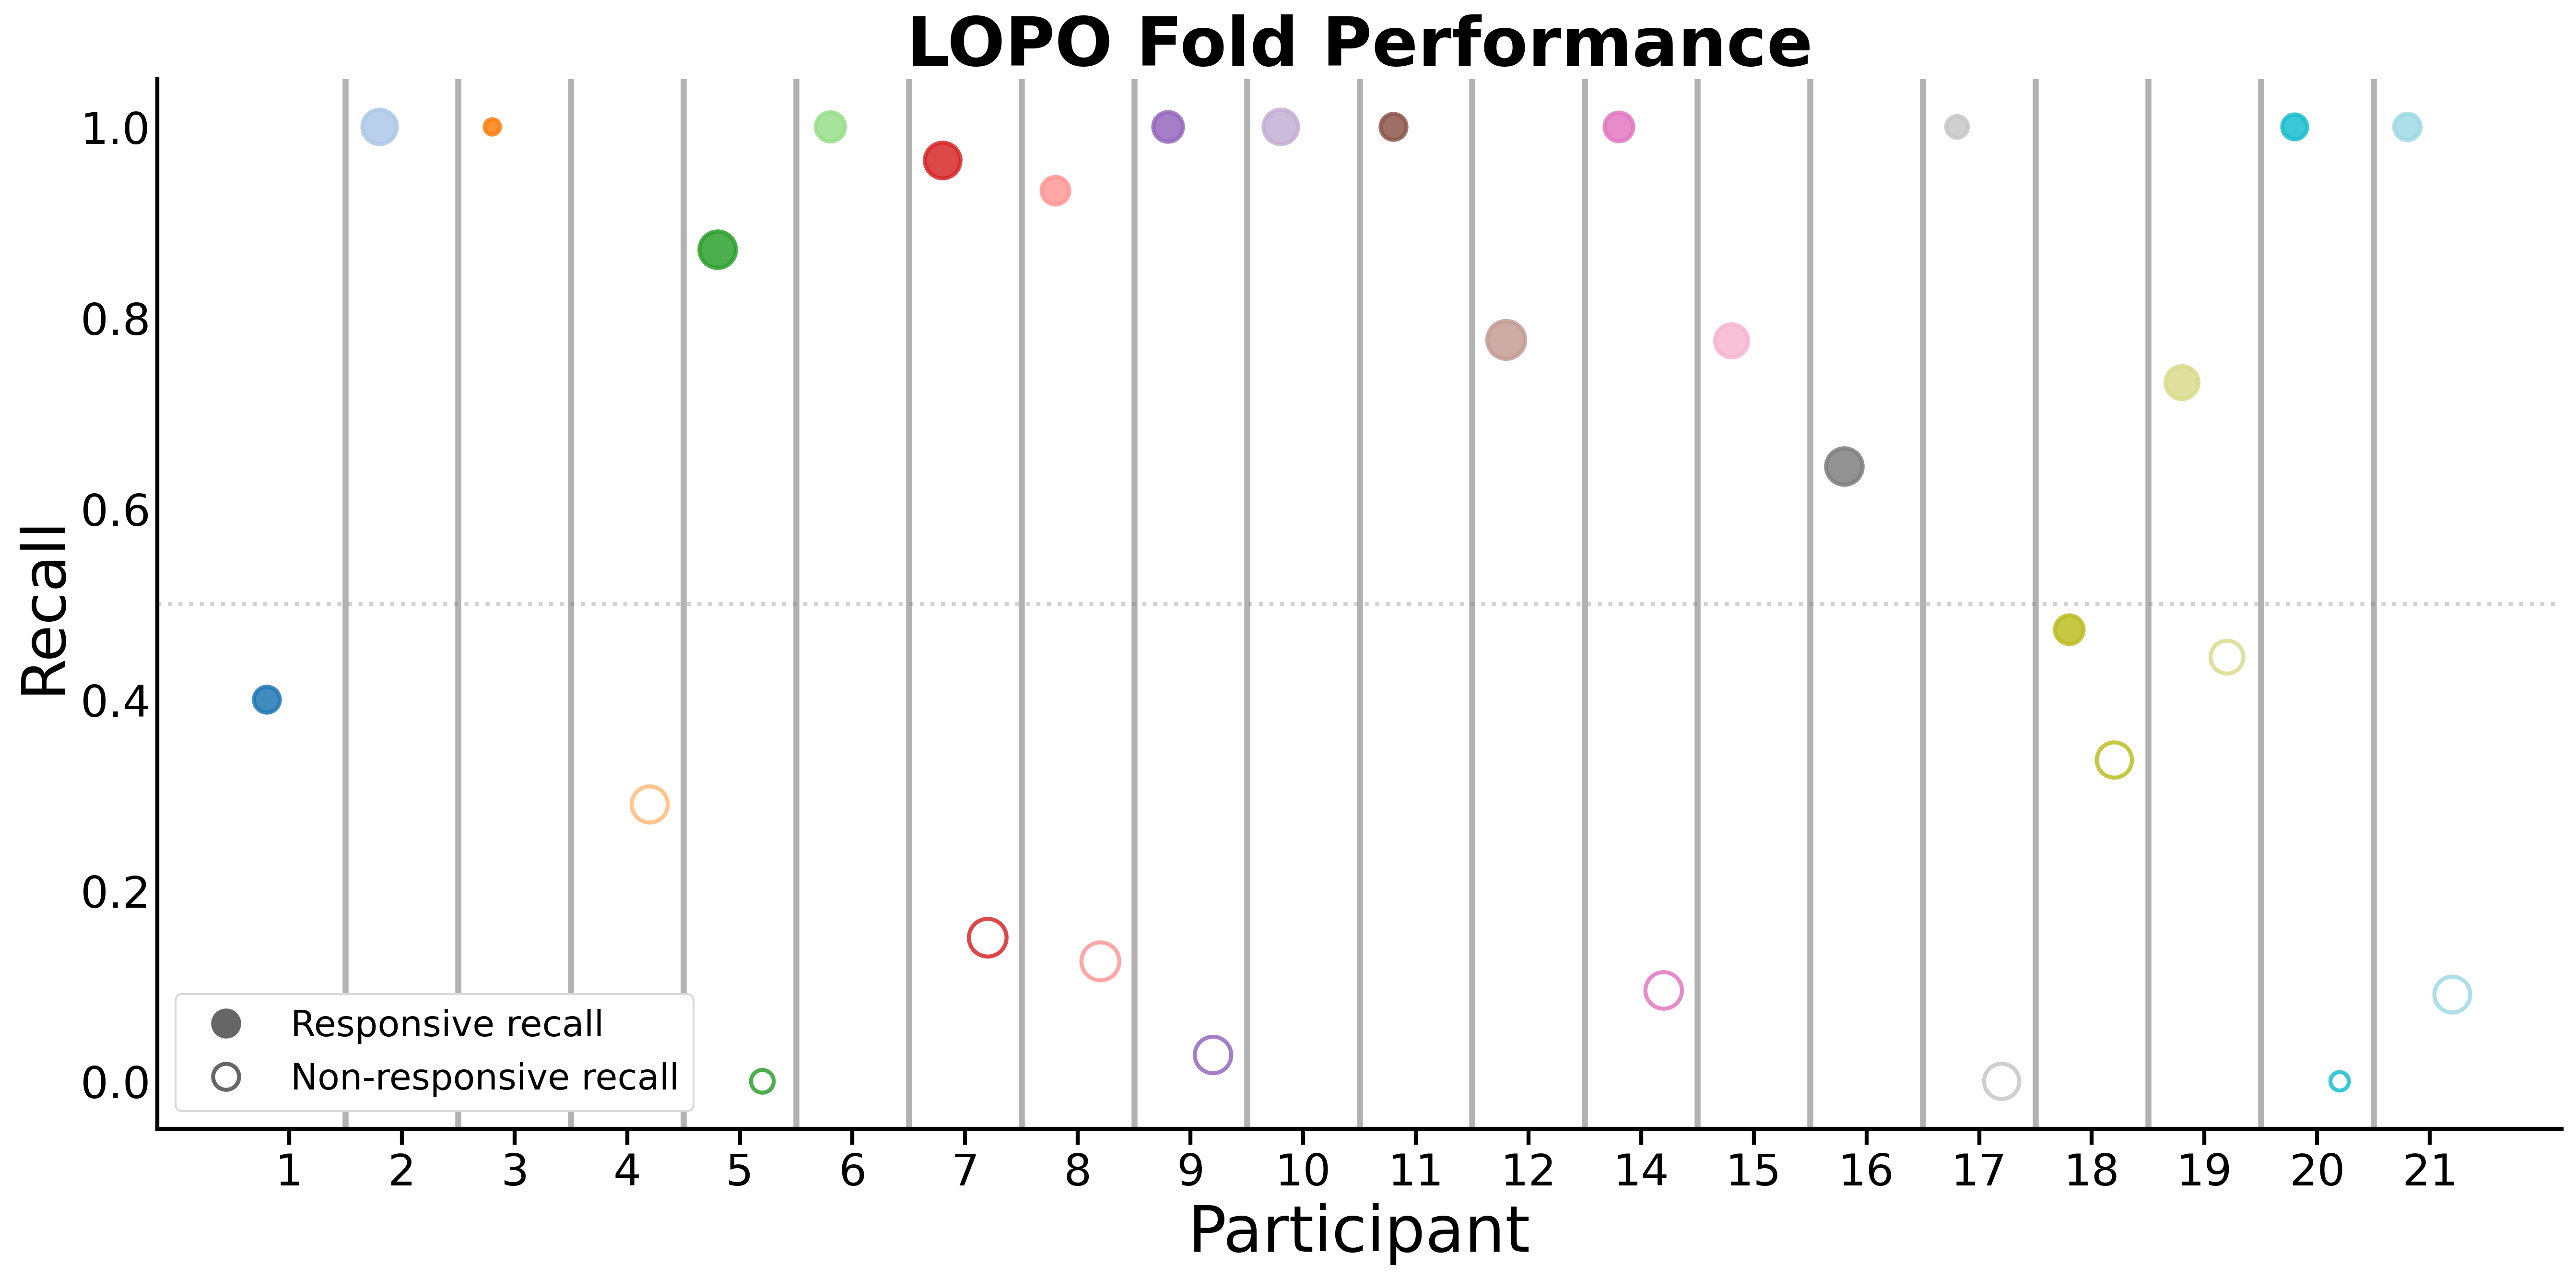 LOPO Fold Performance
Recall
1.0
0.8
0.6
0.4
0.2
0.0
Responsive recall
Non-responsive recall
1 2 3 4 5 6 7 8 9 10 11 12 14 15 16 17 18 19 20 21
Participant